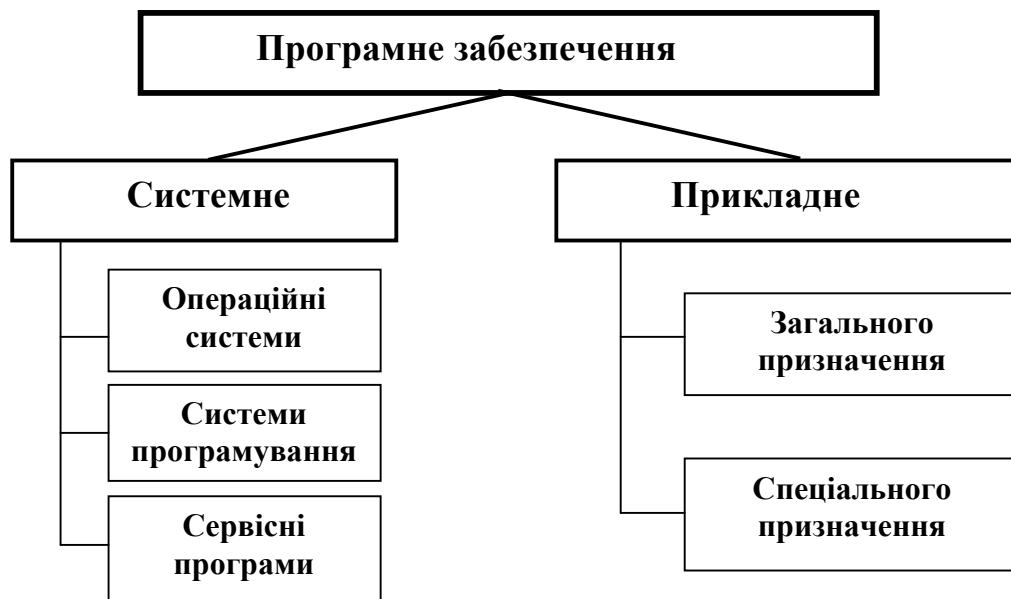 Програмне забезпечення
Системне
Прикладне
Операційні
системи
Системи
програмування
Сервісні
програми
Загального
призначення
Спеціального
призначення